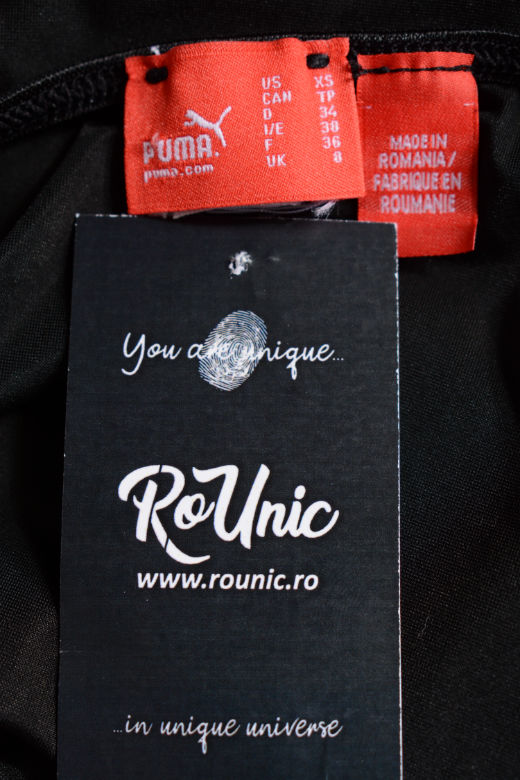 US XS
CAN TP
D 34
I/E 38
F 36
UK 8
PUMA
puma.com
MADE IN
ROMANIA/
FABRIQUE EN
ROUMANIE
You are unique...
RoUnic
www.rounic.ro
...in unique universe